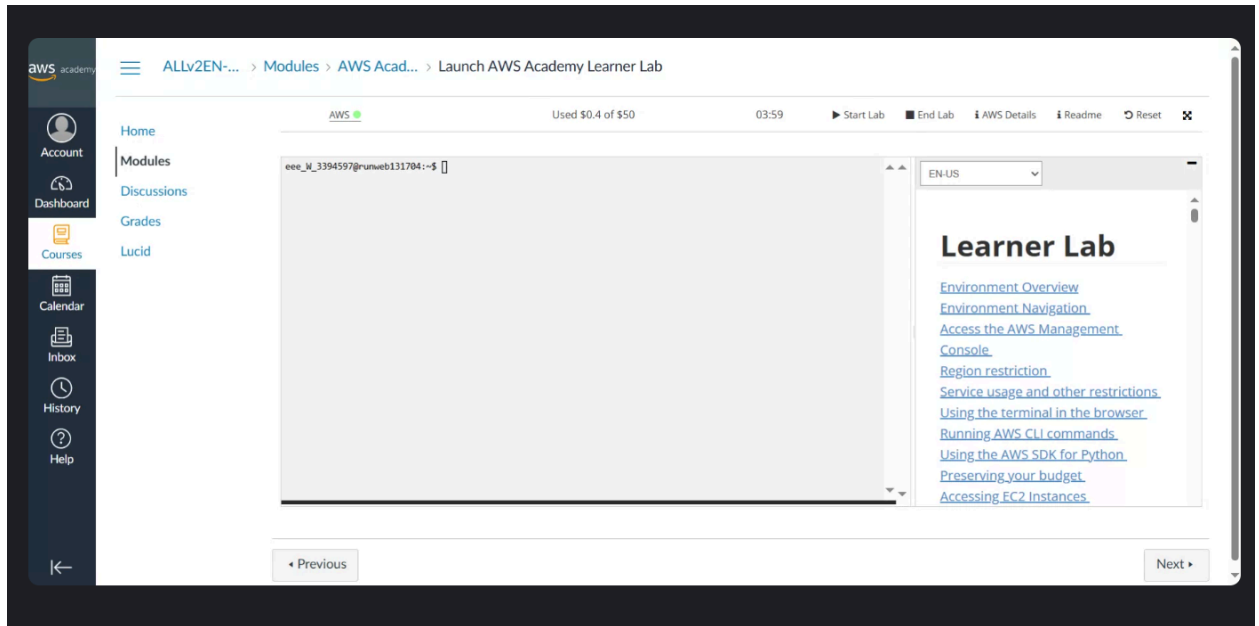 aws academy
ALLv2EN-... > Modules > AWS Acad... > Launch AWS Academy Learner Lab
Account
Dashboard
Courses
Calendar
Inbox
History
Help
Home
Modules
Discussions
Grades
Lucid
AWS Used $0.4 of $50 03:59 Start Lab End Lab i AWS Details i Readme Reset
eee_W_3394597@runweb131704:~$
EN-US
Learner Lab
Environment Overview
Environment Navigation
Access the AWS Management
Console
Region restriction
Service usage and other restrictions
Using the terminal in the browser
Running AWS CLI commands
Using the AWS SDK for Python
Preserving your budget
Accessing EC2 Instances
Previous
Next